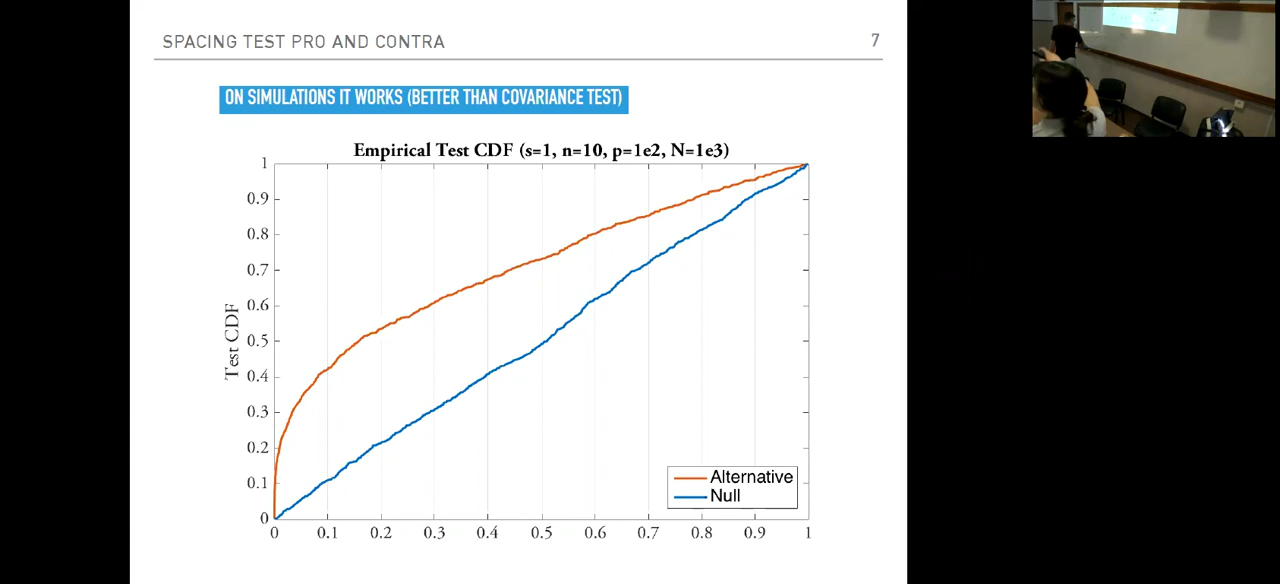 SPACING TEST PRO AND CONTRA
7
ON SIMULATIONS IT WORKS (BETTER THAN COVARIANCE TEST)
Empirical Test CDF (s=1, n=10, p=1e2, N=1e3)
1
0.9
0.8
0.7
0.6
0.5
0.4
0.3
0.2
0.1
0
Test CDF
Alternative
Null
0 0.1 0.2 0.3 0.4 0.5 0.6 0.7 0.8 0.9 1